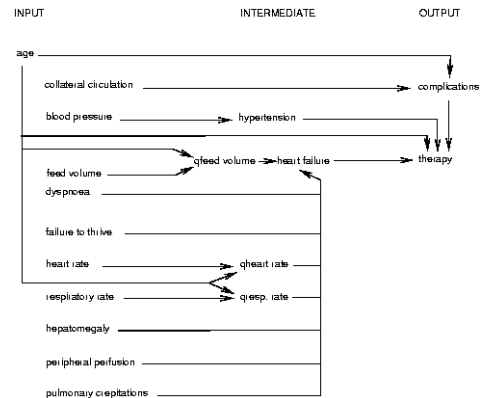 INPUT INTERMEDIATE OUTPUT
age
collateral circulation complications
blood pressure hypertension
qfeed volume heart failure therapy
feed volume
dyspnoea
failure to thrive
heart rate qheart rate
respiratory rate qresp. rate
hepatomegaly
peripheral perfusion
pulmonary crepitations